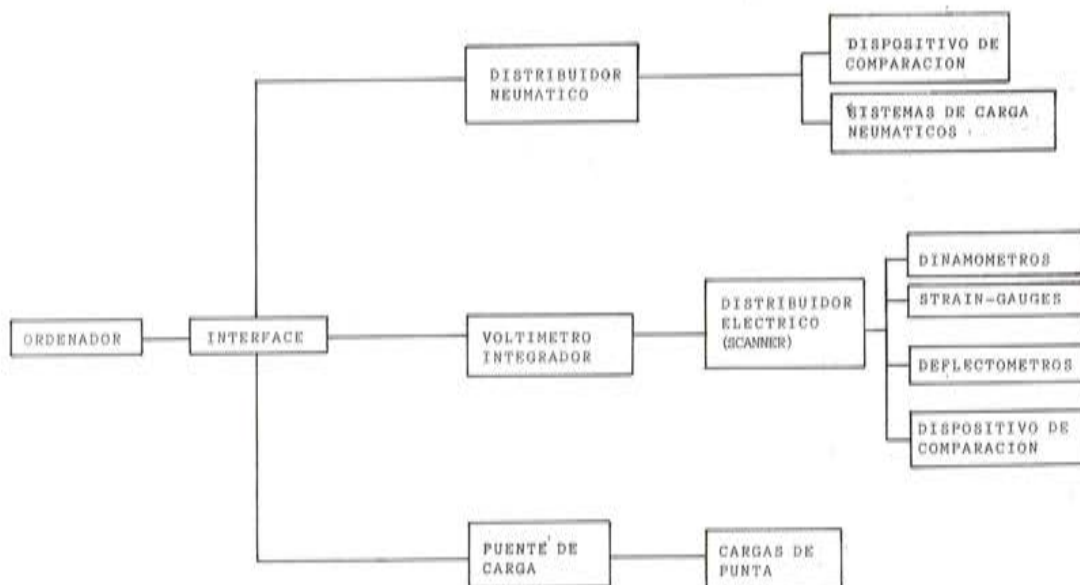 DISTRIBUIDOR
NEUMATICO
DISPOSITIVO DE
COMPARACION
SISTEMAS DE CARGA
NEUMATICOS
ORDENADOR
INTERFACE
VOLTIMETRO
INTEGRADOR
DISTRIBUIDOR
ELECTRICO
(SCANNER)
DINAMOMETROS
STRAIN-GAUGES
DEFLECTOMETROS
DISPOSITIVO DE
COMPARACION
PUENTE DE
CARGA
CARGAS DE
PUNTA